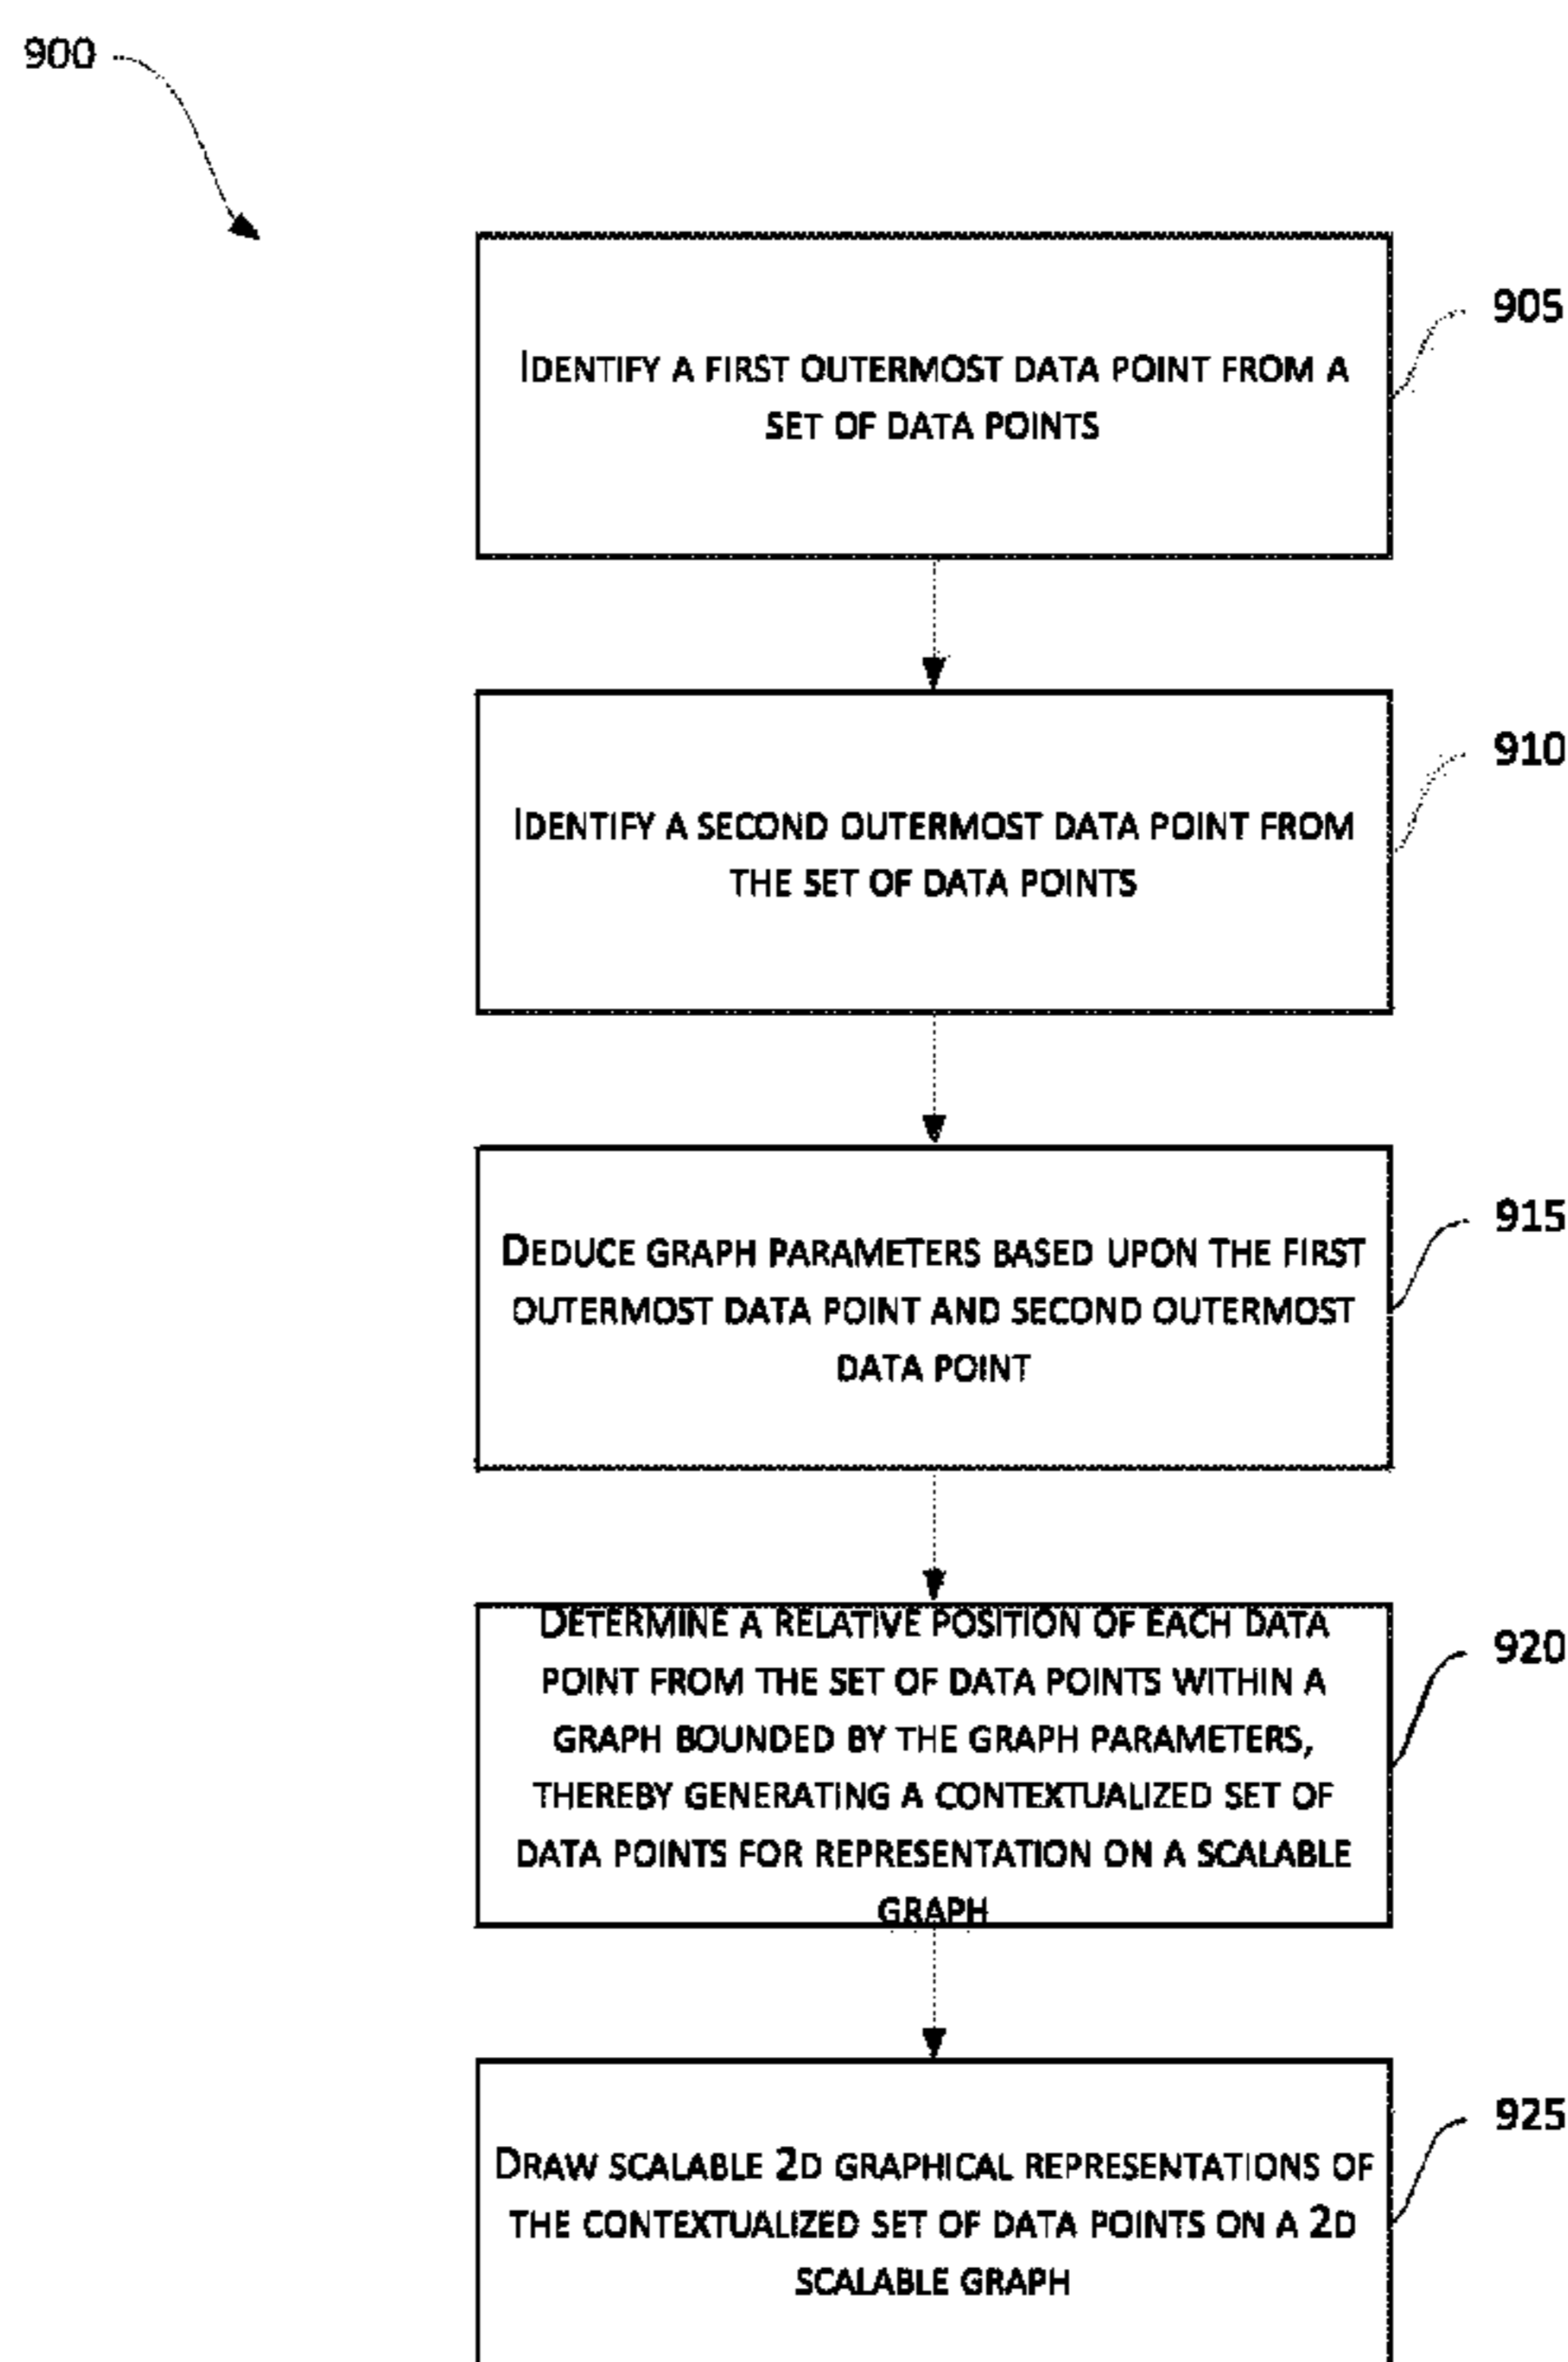 900
905
IDENTIFY A FIRST OUTERMOST DATA POINT FROM A
SET OF DATA POINTS
910
IDENTIFY A SECOND OUTERMOST DATA POINT FROM
THE SET OF DATA POINTS
915
DEDUCE GRAPH PARAMETERS BASED UPON THE FIRST
OUTERMOST DATA POINT AND SECOND OUTERMOST
DATA POINT
920
DETERMINE A RELATIVE POSITION OF EACH DATA
POINT FROM THE SET OF DATA POINTS WITHIN A
GRAPH BOUNDED BY THE GRAPH PARAMETERS,
THEREBY GENERATING A CONTEXTUALIZED SET OF
DATA POINTS FOR REPRESENTATION ON A SCALABLE
GRAPH
925
DRAW SCALABLE 2D GRAPHICAL REPRESENTATIONS OF
THE CONTEXTUALIZED SET OF DATA POINTS ON A 2D
SCALABLE GRAPH